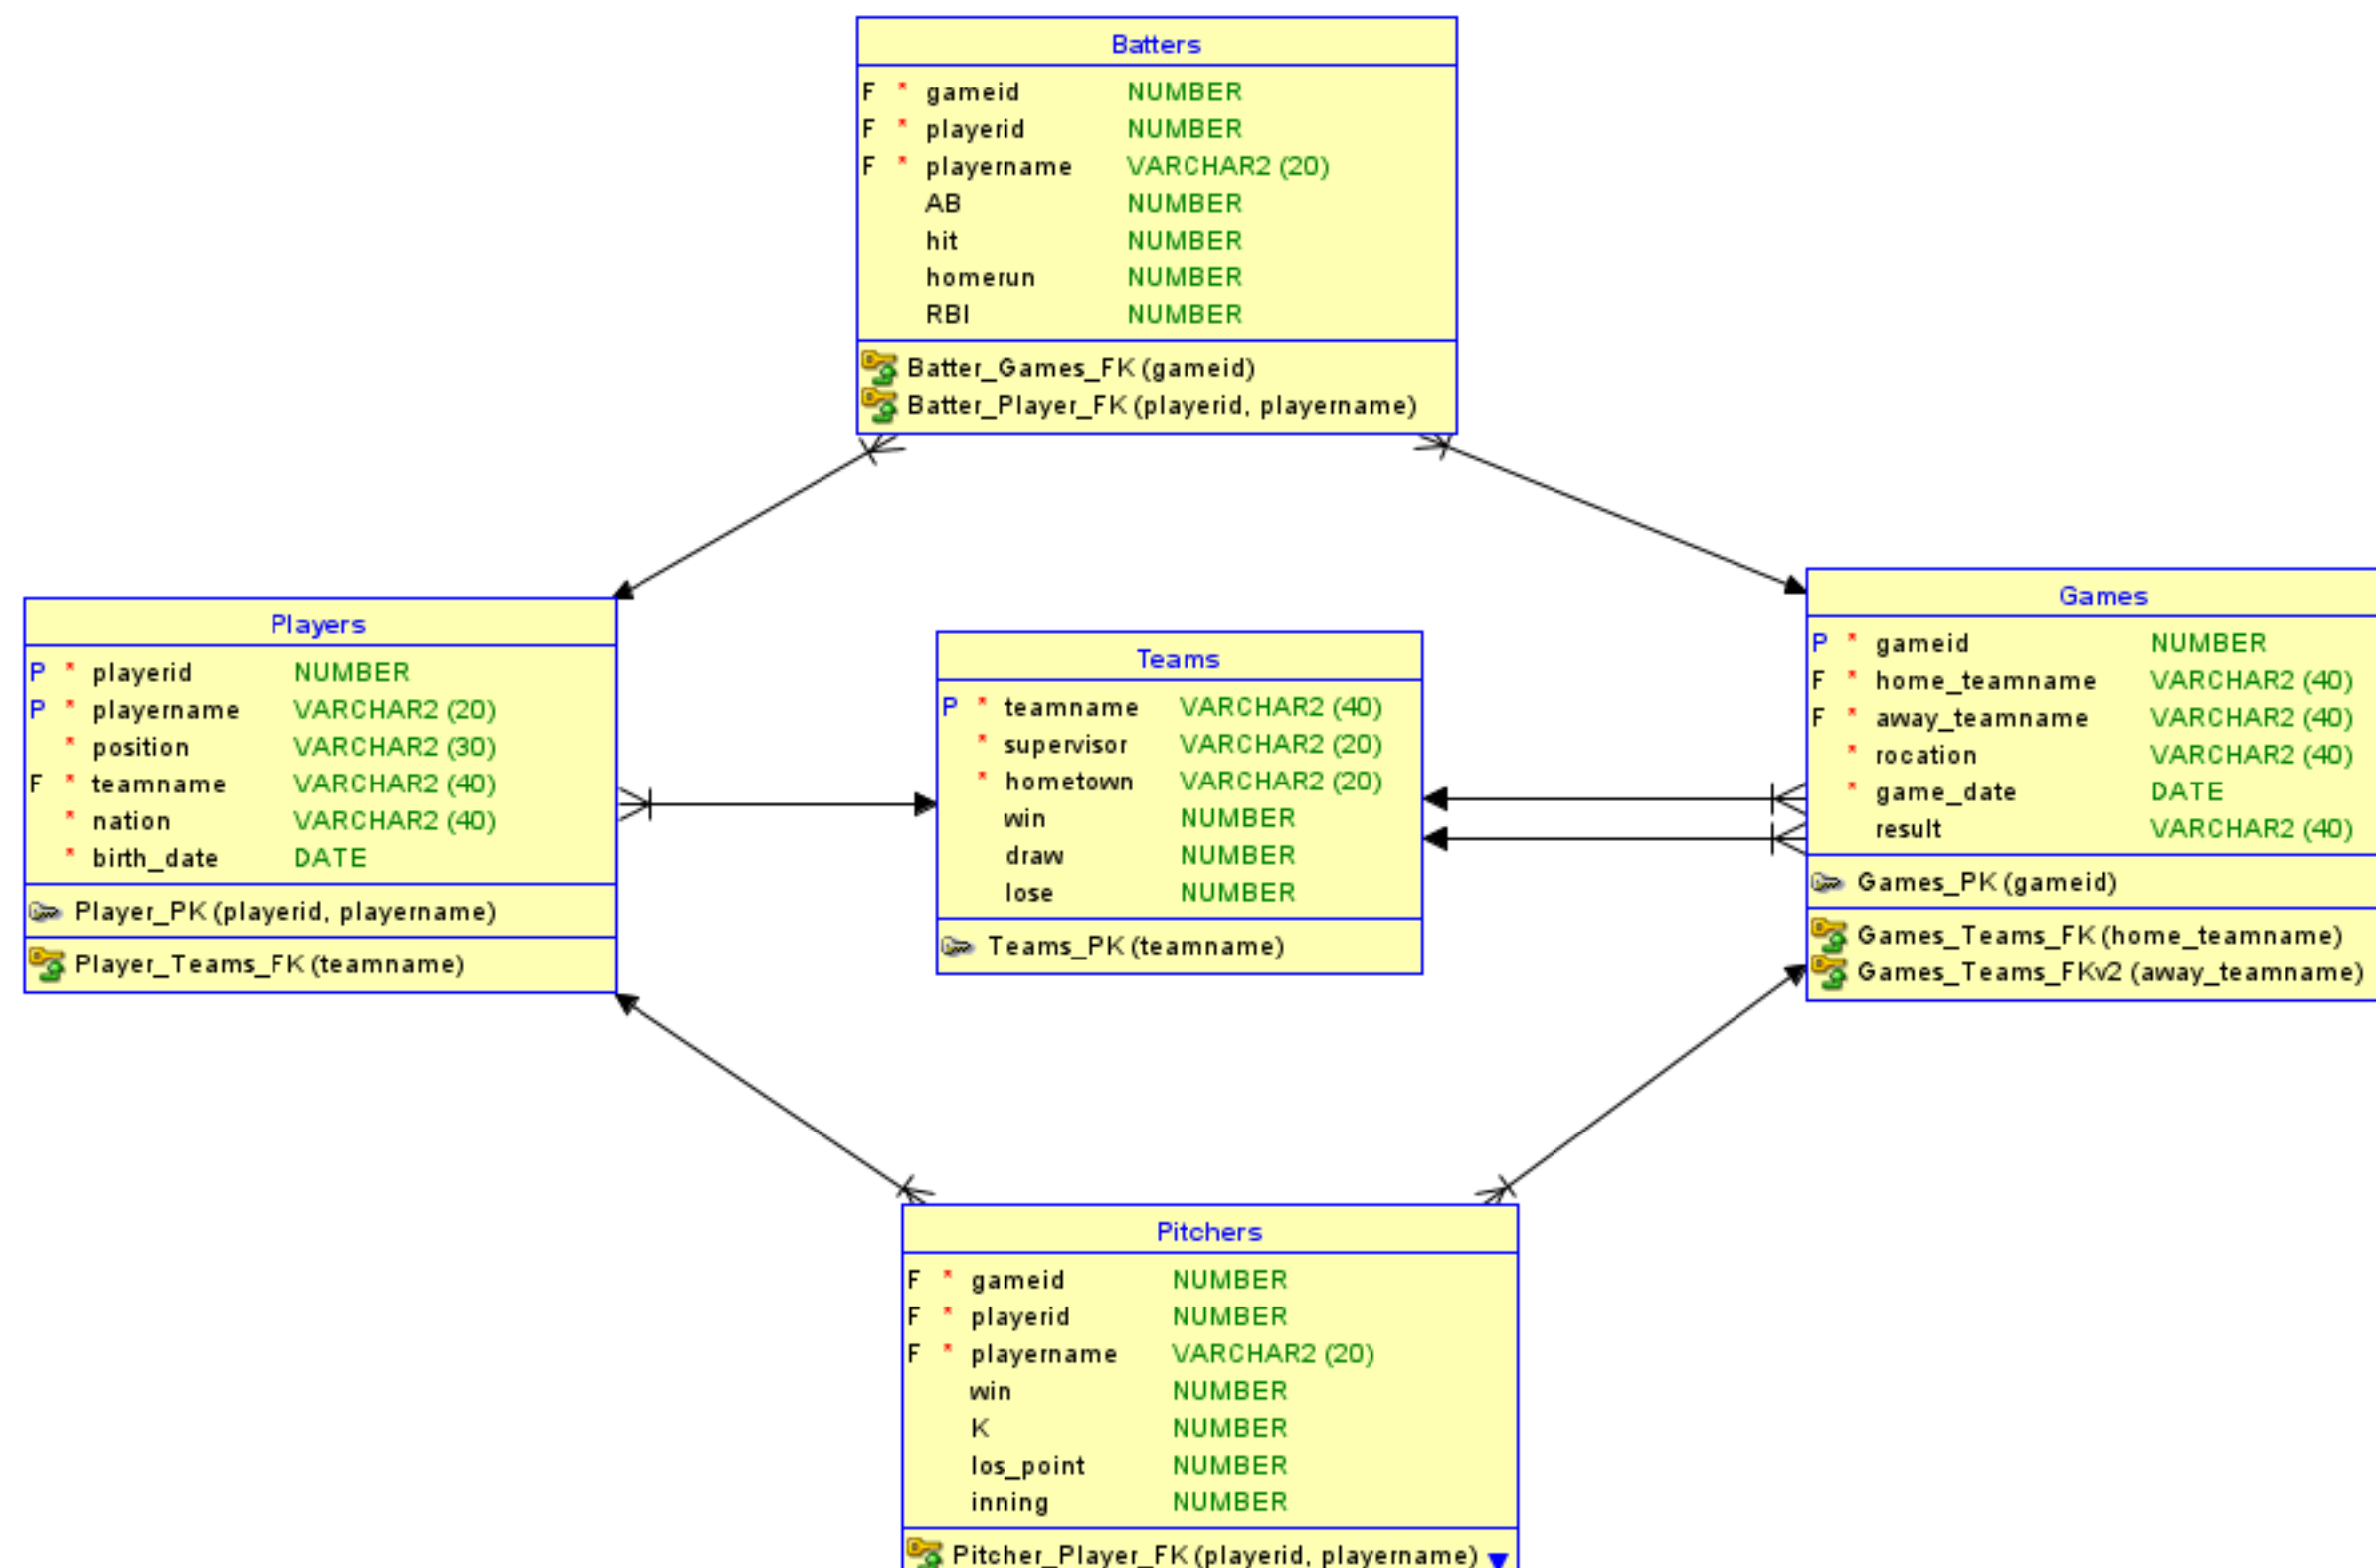 Batters
F * gameid NUMBER
F * playerid NUMBER
F * playername VARCHAR2 (20)
AB NUMBER
hit NUMBER
homerun NUMBER
RBI NUMBER
Batter_Games_FK (gameid)
Batter_Player_FK (playerid, playername)
Players
P * playerid NUMBER
P * playername VARCHAR2 (20)
* position VARCHAR2 (30)
F * teamname VARCHAR2 (40)
* nation VARCHAR2 (40)
* birth_date DATE
Player_PK (playerid, playername)
Player_Teams_FK (teamname)
Teams
P * teamname VARCHAR2 (40)
* supervisor VARCHAR2 (20)
* hometown VARCHAR2 (20)
win NUMBER
draw NUMBER
lose NUMBER
Teams_PK (teamname)
Games
P * gameid NUMBER
F * home_teamname VARCHAR2 (40)
F * away_teamname VARCHAR2 (40)
* rocation VARCHAR2 (40)
* game_date DATE
result VARCHAR2 (40)
Games_PK (gameid)
Games_Teams_FK (home_teamname)
Games_Teams_FKv2 (away_teamname)
Pitchers
F * gameid NUMBER
F * playerid NUMBER
F * playername VARCHAR2 (20)
win NUMBER
K NUMBER
los_point NUMBER
inning NUMBER
Pitcher_Player_FK (playerid, playername)